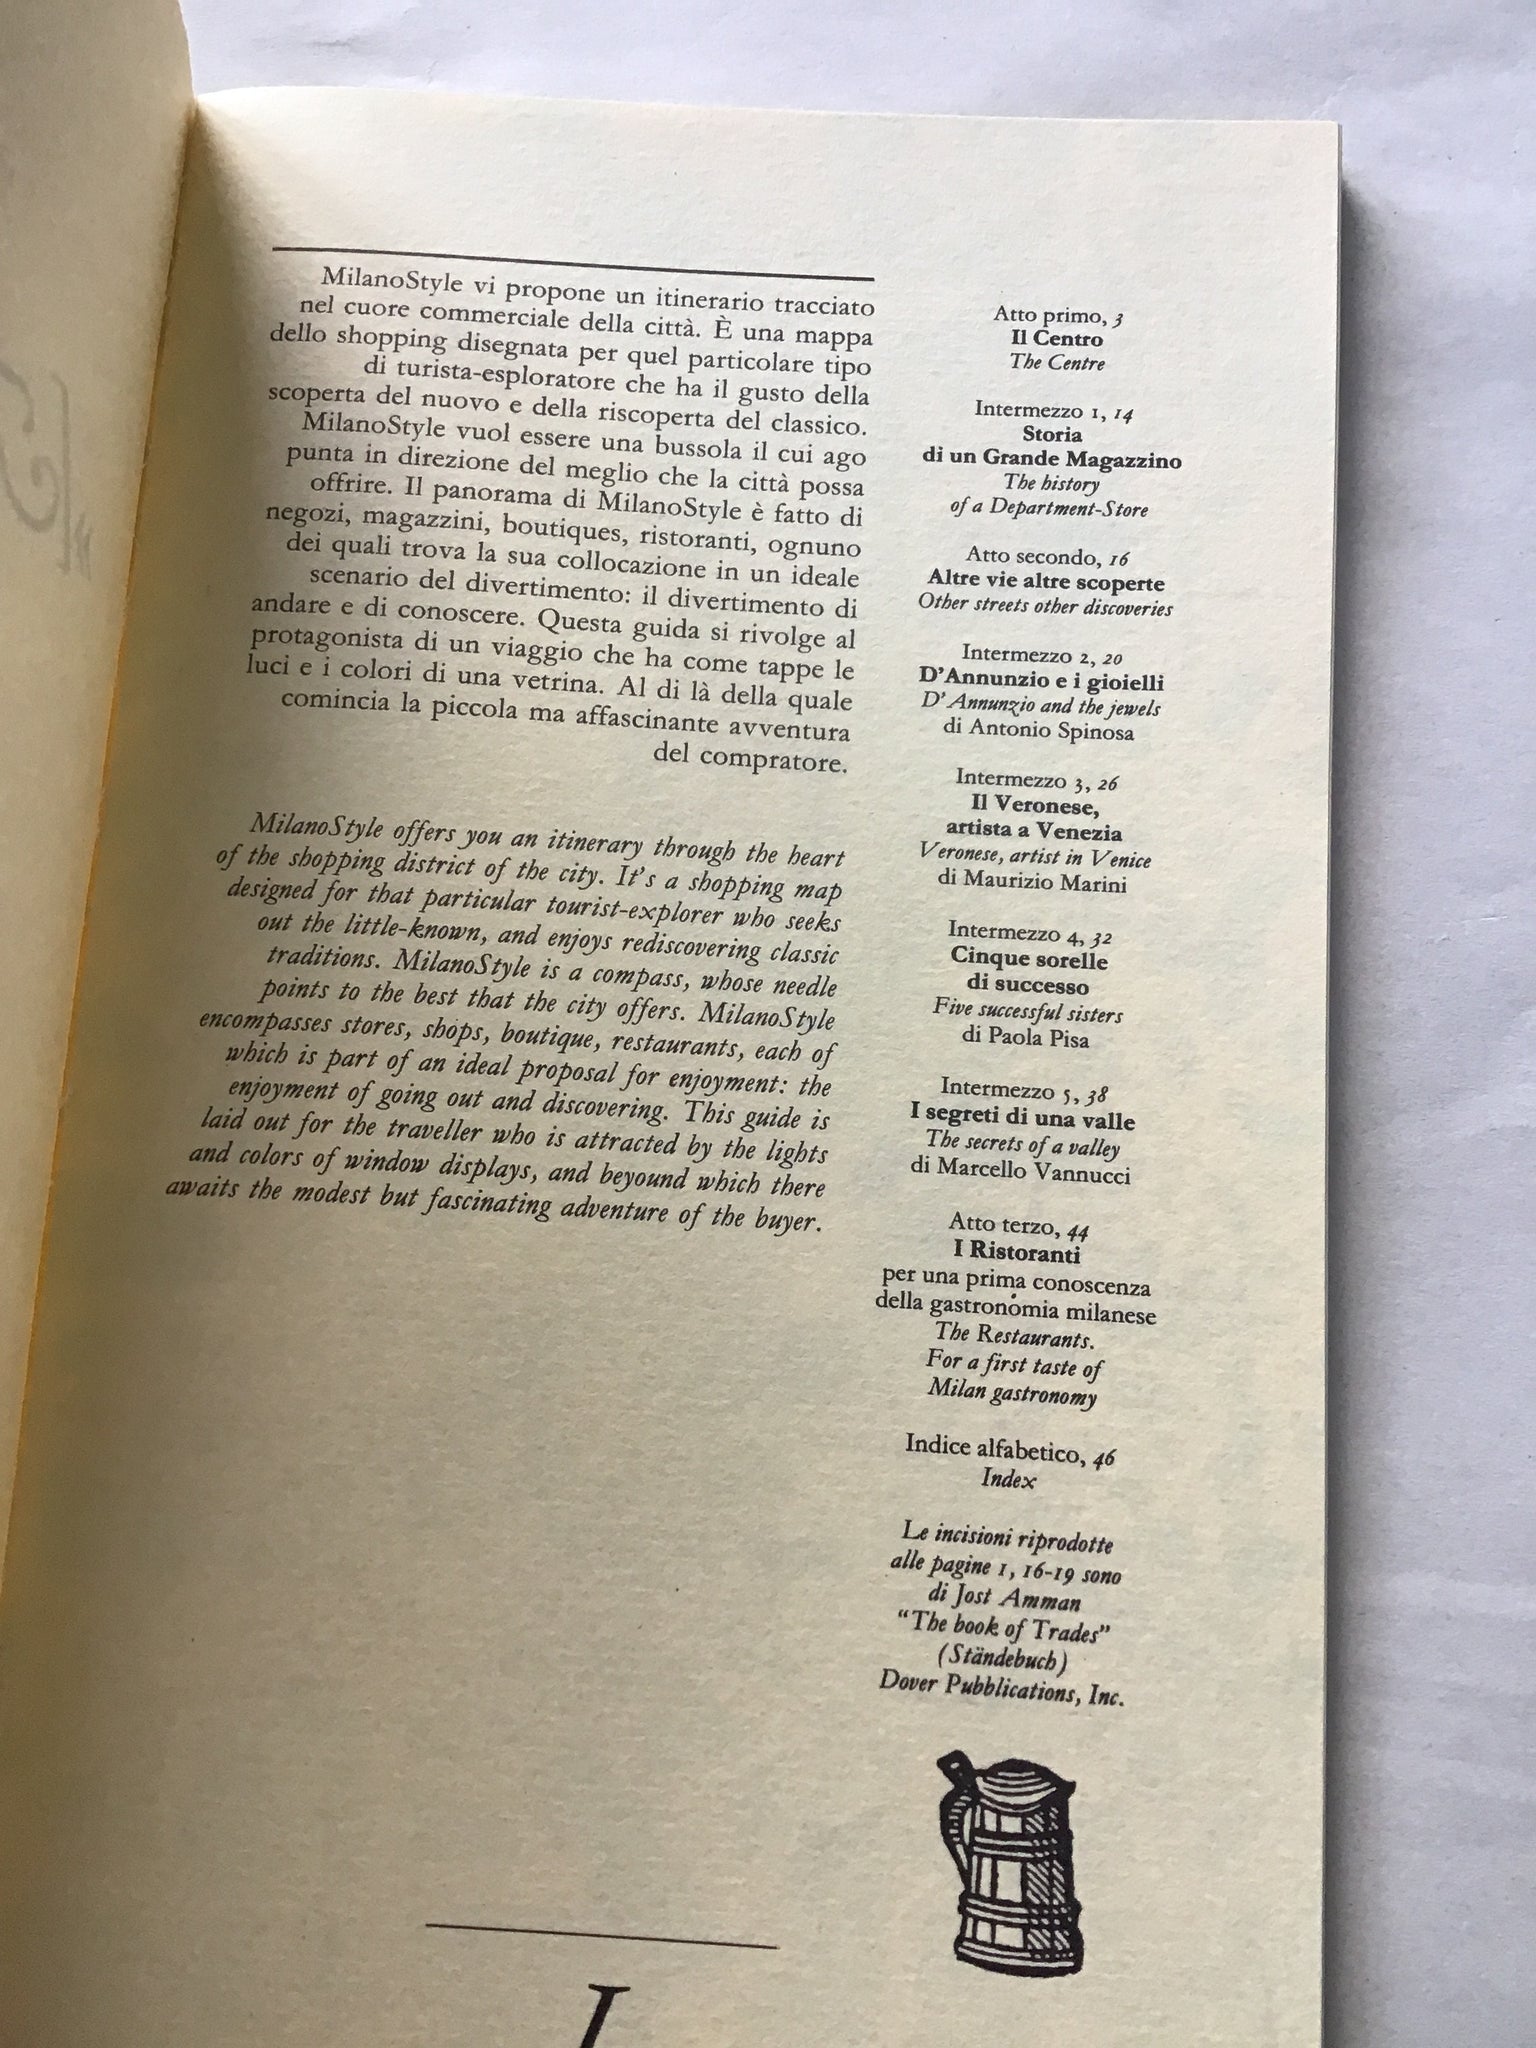 MilanoStyle vi propone un itinerario tracciato
nel cuore commerciale della città. È una mappa
dello shopping disegnata per quel particolare tipo
di turista-esploratore che ha il gusto della
scoperta del nuovo e della riscoperta del classico.
MilanoStyle vuol essere una bussola il cui ago
punta in direzione del meglio che la città possa
offrire. Il panorama di MilanoStyle è fatto di
negozi, magazzini, boutiques, ristoranti, ognuno
dei quali trova la sua collocazione in un ideale
scenario del divertimento: il divertimento di
andare e di conoscere. Questa guida si rivolge al
protagonista di un viaggio che ha come tappe le
luci e i colori di una vetrina. Al di là della quale
comincia la piccola ma affascinante avventura
del compratore.
MilanoStyle offers you an itinerary through the heart
of the shopping district of the city. It's a shopping map
designed for that particular tourist-explorer who seeks
out the little-known, and enjoys rediscovering classic
traditions. MilanoStyle is a compass, whose needle
points to the best that the city offers. MilanoStyle
encompasses stores, shops, boutique, restaurants, each of
which is part of an ideal proposal for enjoyment: the
enjoyment of going out and discovering. This guide is
laid out for the traveller who is attracted by the lights
and colors of window displays, and beyound which there
awaits the modest but fascinating adventure of the buyer.
Atto primo, 3
Il Centro
The Centre
Intermezzo 1, 14
Storia
di un Grande Magazzino
The history
of a Department-Store
Atto secondo, 16
Altre vie altre scoperte
Other streets other discoveries
Intermezzo 2, 20
D'Annunzio e i gioielli
D'Annunzio and the jewels
di Antonio Spinosa
Intermezzo 3, 26
Il Veronese,
artista a Venezia
Veronese, artist in Venice
di Maurizio Marini
Intermezzo 4, 32
Cinque sorelle
di successo
Five successful sisters
di Paola Pisa
Intermezzo 5, 38
I segreti di una valle
The secrets of a valley
di Marcello Vannucci
Atto terzo, 44
I Ristoranti
per una prima conoscenza
della gastronomia milanese
The Restaurants.
For a first taste of
Milan gastronomy
Indice alfabetico, 46
Index
Le incisioni riprodotte
alle pagine 1, 16-19 sono
di Jost Amman
"The book of Trades"
(Ständebuch)
Dover Pubblications, Inc.